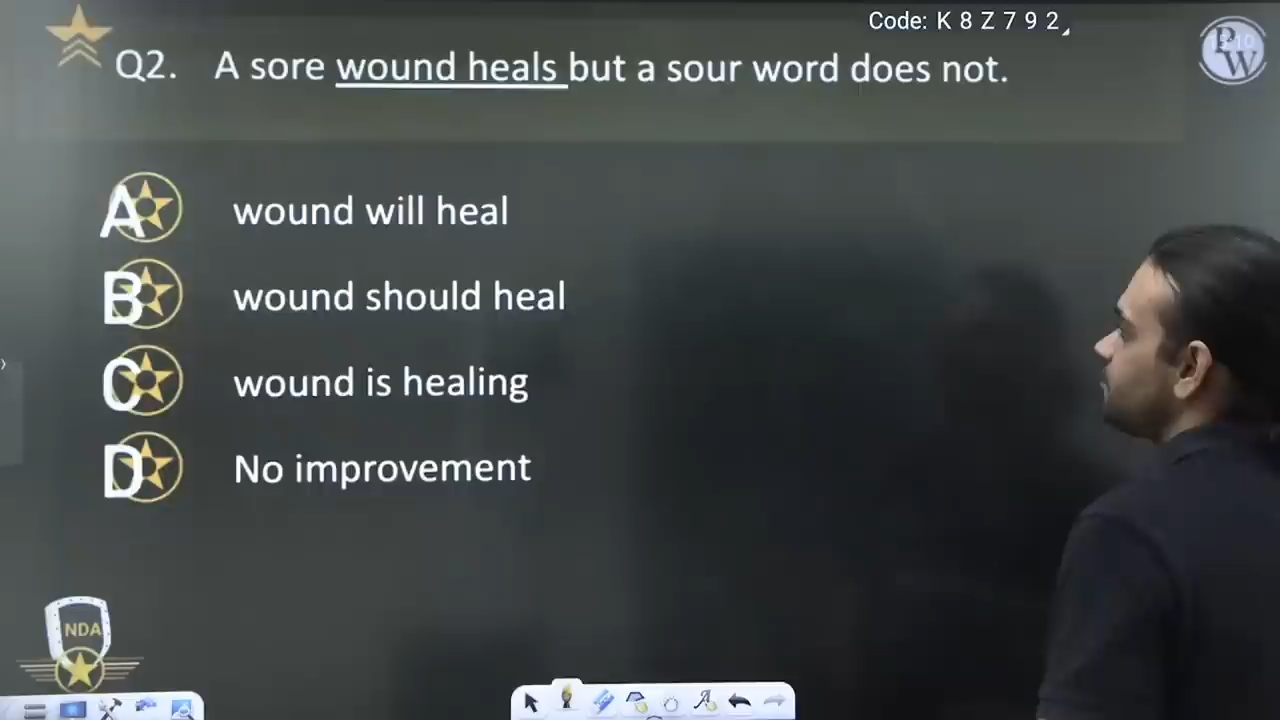 Code: K 8 Z 7 9 2
Q2. A sore wound heals but a sour word does not.
PW
A wound will heal
B wound should heal
C wound is healing
D No improvement
NDA